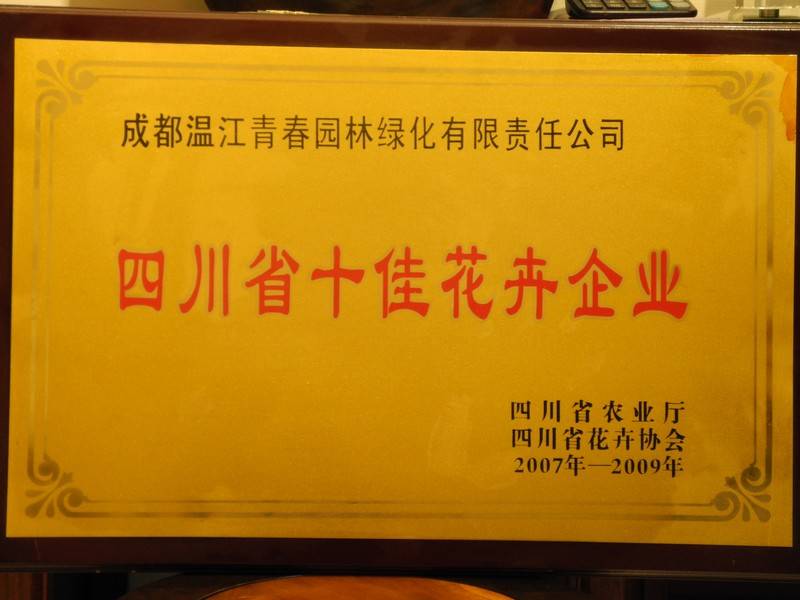 成都温江青春园林绿化有限责任公司
四川省十佳花卉企业
四川省农业厅
四川省花卉协会
2007年—2009年